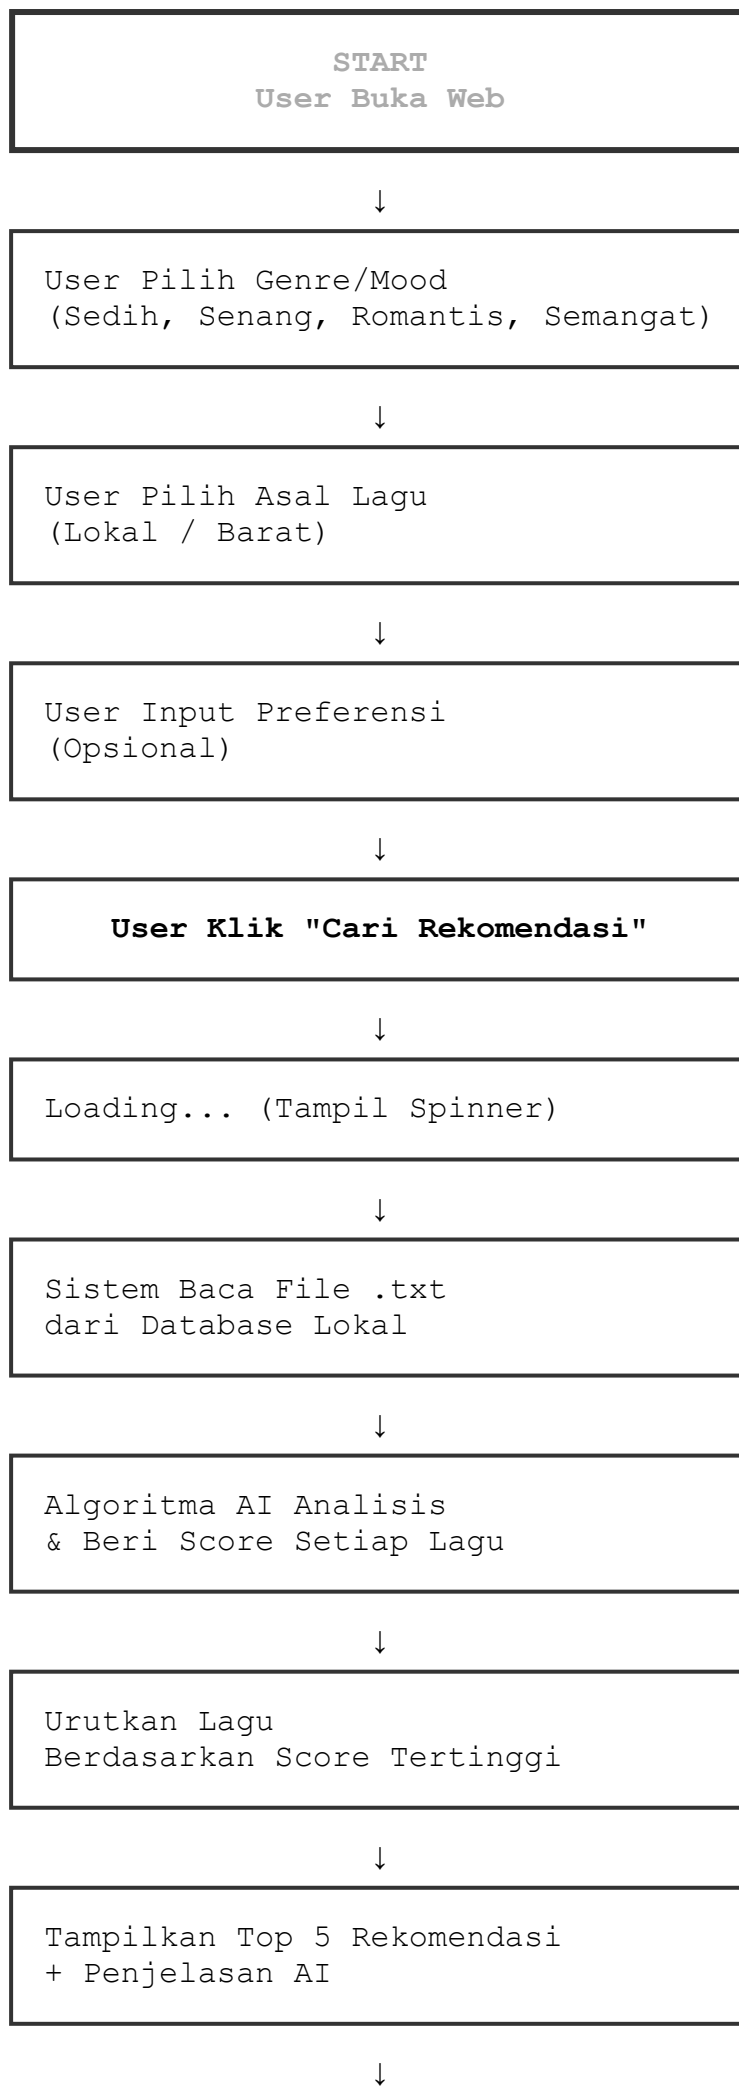 START
User Buka Web
↓
User Pilih Genre/Mood
(Sedih, Senang, Romantis, Semangat)
↓
User Pilih Asal Lagu
(Lokal / Barat)
↓
User Input Preferensi
(Opsional)
↓
User Klik "Cari Rekomendasi"
↓
Loading... (Tampil Spinner)
↓
Sistem Baca File .txt
dari Database Lokal
↓
Algoritma AI Analisis
& Beri Score Setiap Lagu
↓
Urutkan Lagu
Berdasarkan Score Tertinggi
↓
Tampilkan Top 5 Rekomendasi
+ Penjelasan AI
↓